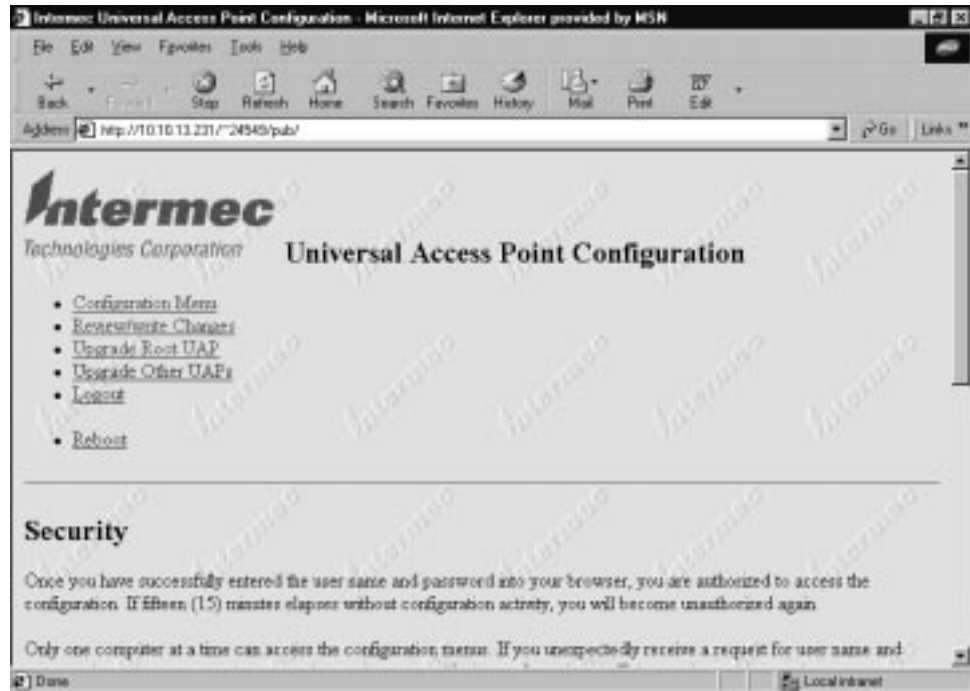 Intermec Universal Access Point Configuration - Microsoft Internet Explorer provided by MSN
File Edit View Favorites Tools Help
Back Forward Stop Refresh Home Search Favorites History Mail Print Edit
Address http://10.10.13.231/~24549/pub/ Go Links »
Intermec
Technologies Corporation
Universal Access Point Configuration
• Configuration Menu
• Review/write Changes
• Upgrade Root UAP
• Upgrade Other UAPs
• Logout
• Reboot
Security
Once you have successfully entered the user name and password into your browser, you are authorized to access the
configuration. If fifteen (15) minutes elapses without configuration activity, you will become unauthorized again.
Only one computer at a time can access the configuration menus. If you unexpectedly receive a request for user name and
Done Local intranet